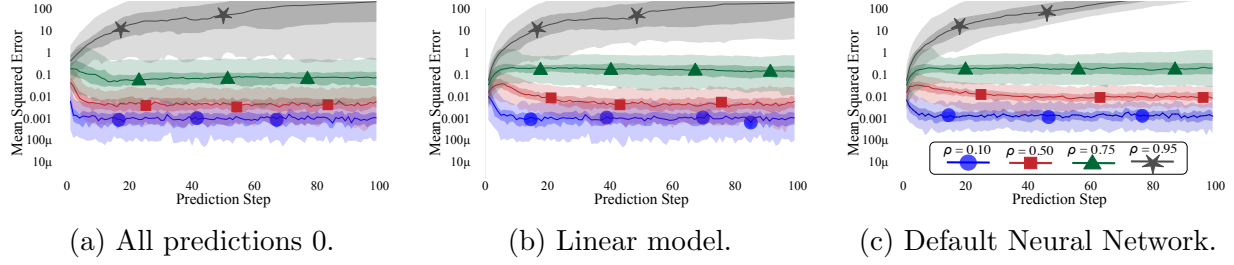 Mean Squared Error
100
10
1
0.1
0.01
0.001
100μ
10μ
0 20 40 60 80 100
Prediction Step
(a) All predictions 0.
Mean Squared Error
100
10
1
0.1
0.01
0.001
100μ
10μ
0 20 40 60 80 100
Prediction Step
(b) Linear model.
Mean Squared Error
100
10
1
0.1
0.01
0.001
100μ
10μ
ρ = 0.10 ρ = 0.50 ρ = 0.75 ρ = 0.95
0 20 40 60 80 100
Prediction Step
(c) Default Neural Network.